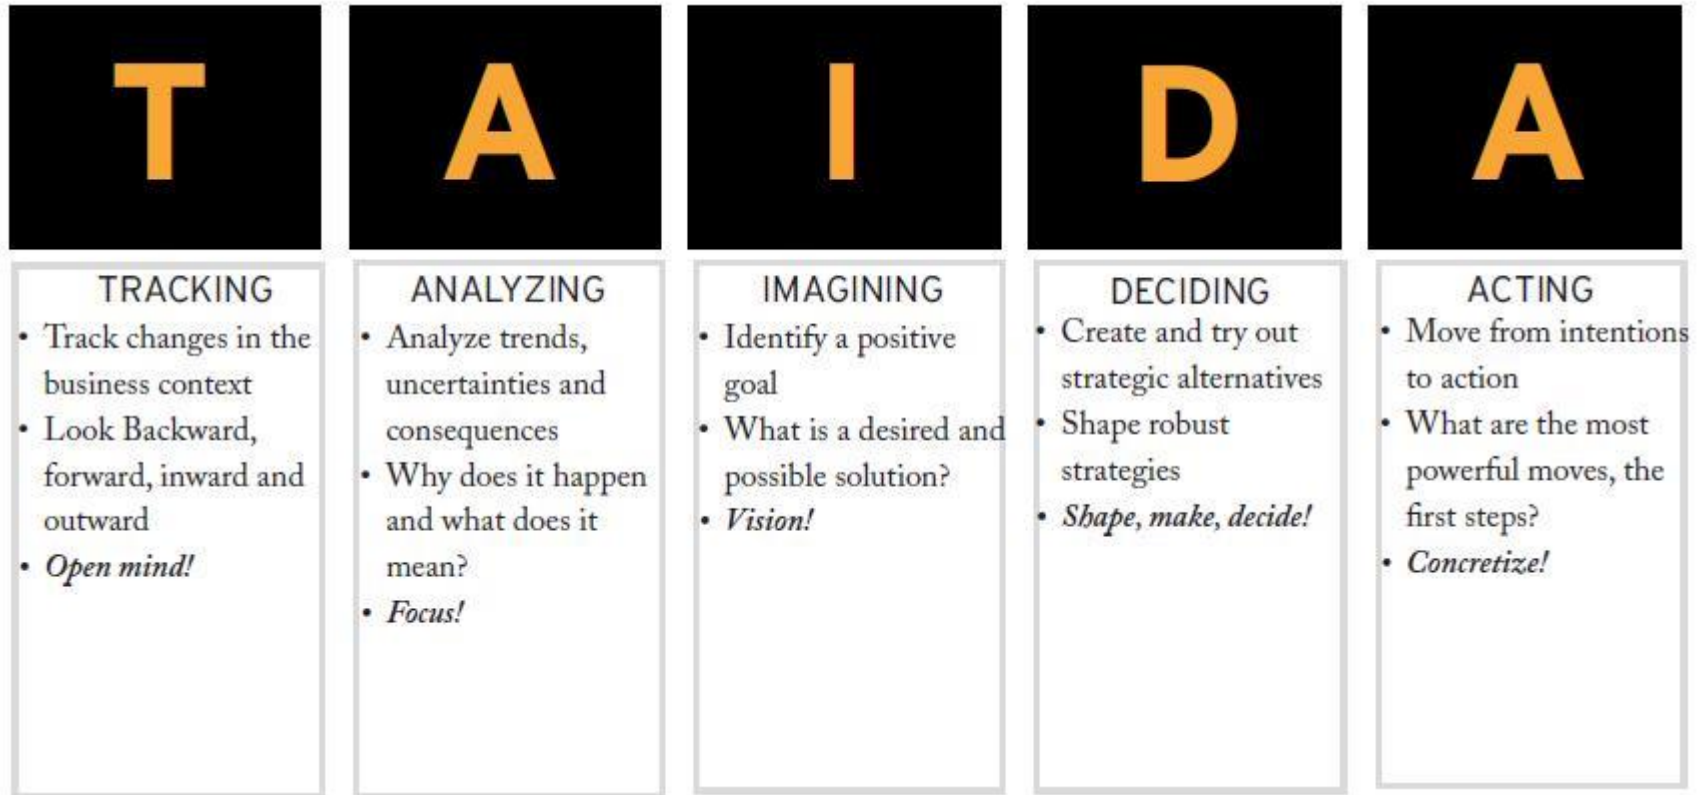 T
A
I
D
A
TRACKING
• Track changes in the
business context
• Look Backward,
forward, inward and
outward
• Open mind!
ANALYZING
• Analyze trends,
uncertainties and
consequences
• Why does it happen
and what does it
mean?
• Focus!
IMAGINING
• Identify a positive
goal
• What is a desired and
possible solution?
• Vision!
DECIDING
• Create and try out
strategic alternatives
• Shape robust
strategies
• Shape, make, decide!
ACTING
• Move from intentions
to action
• What are the most
powerful moves, the
first steps?
• Concretize!